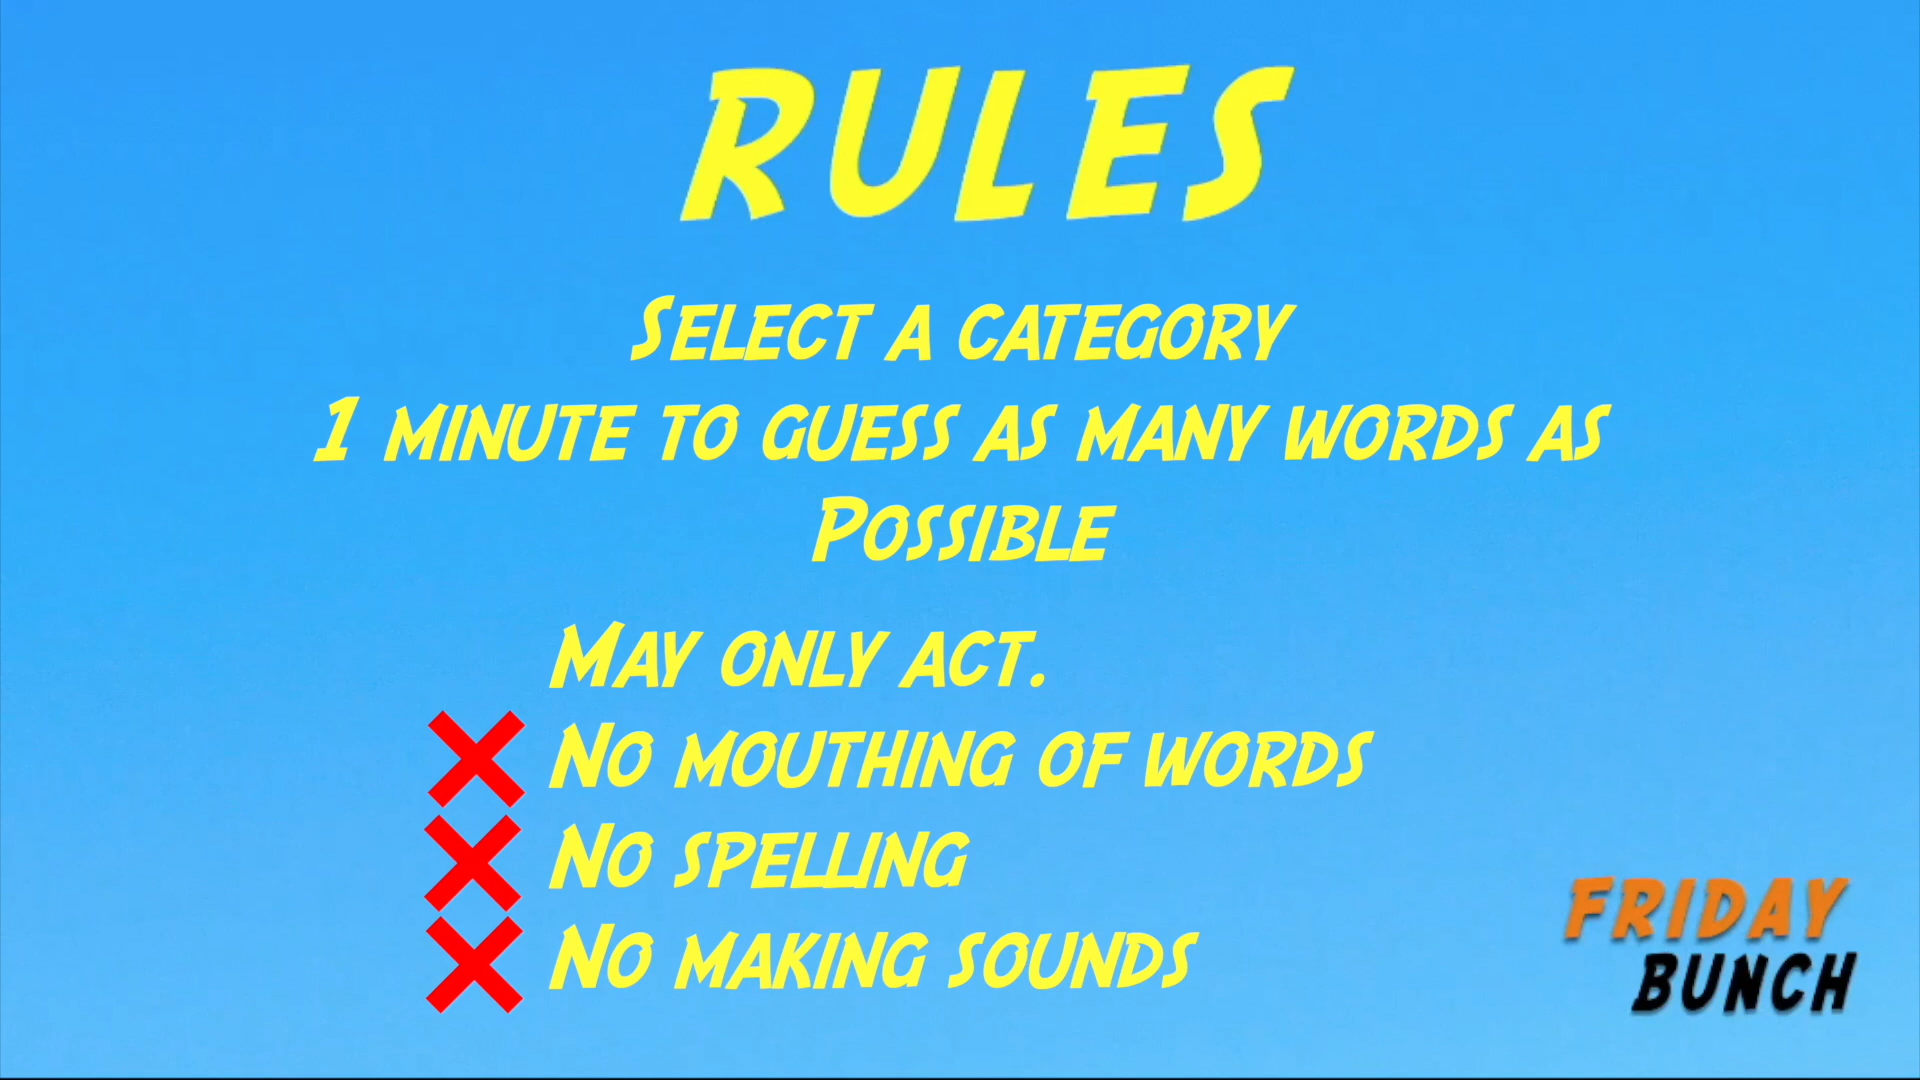 RULES
SELECT A CATEGORY
1 MINUTE TO GUESS AS MANY WORDS AS
POSSIBLE
MAY ONLY ACT.
NO MOUTHING OF WORDS
NO SPELLING
NO MAKING SOUNDS
FRIDAY
BUNCH